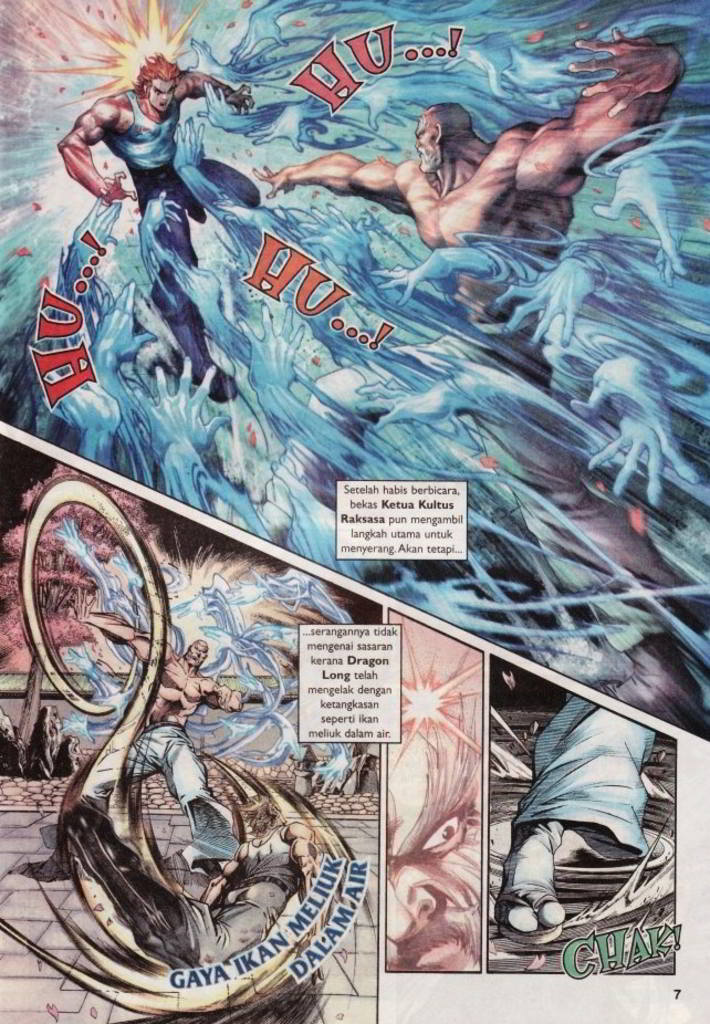 HU...!
HU...!
HU...!
Setelah habis berbicara,
bekas Ketua Kultus
Raksasa pun mengambil
langkah utama untuk
menyerang. Akan tetapi...
...serangannya tidak
mengenai sasaran
kerana Dragon
Long telah
mengelak dengan
ketangkasan
seperti ikan
meliuk dalam air.
GAYA IKAN MELIUK
DALAM AIR
CHAK!
7